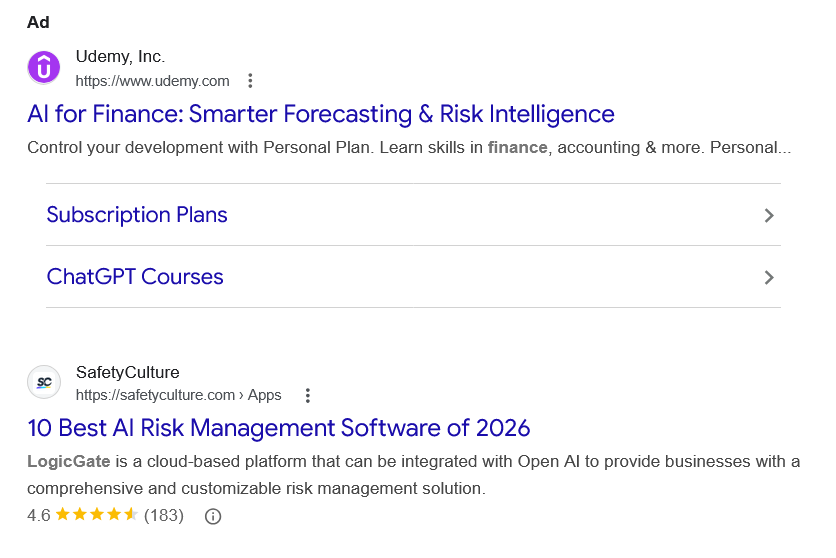 Ad
Udemy, Inc.
https://www.udemy.com
AI for Finance: Smarter Forecasting & Risk Intelligence
Control your development with Personal Plan. Learn skills in finance, accounting & more. Personal...
Subscription Plans
ChatGPT Courses
SC
SafetyCulture
https://safetyculture.com › Apps
10 Best AI Risk Management Software of 2026
LogicGate is a cloud-based platform that can be integrated with Open AI to provide businesses with a
comprehensive and customizable risk management solution.
4.6 (183)